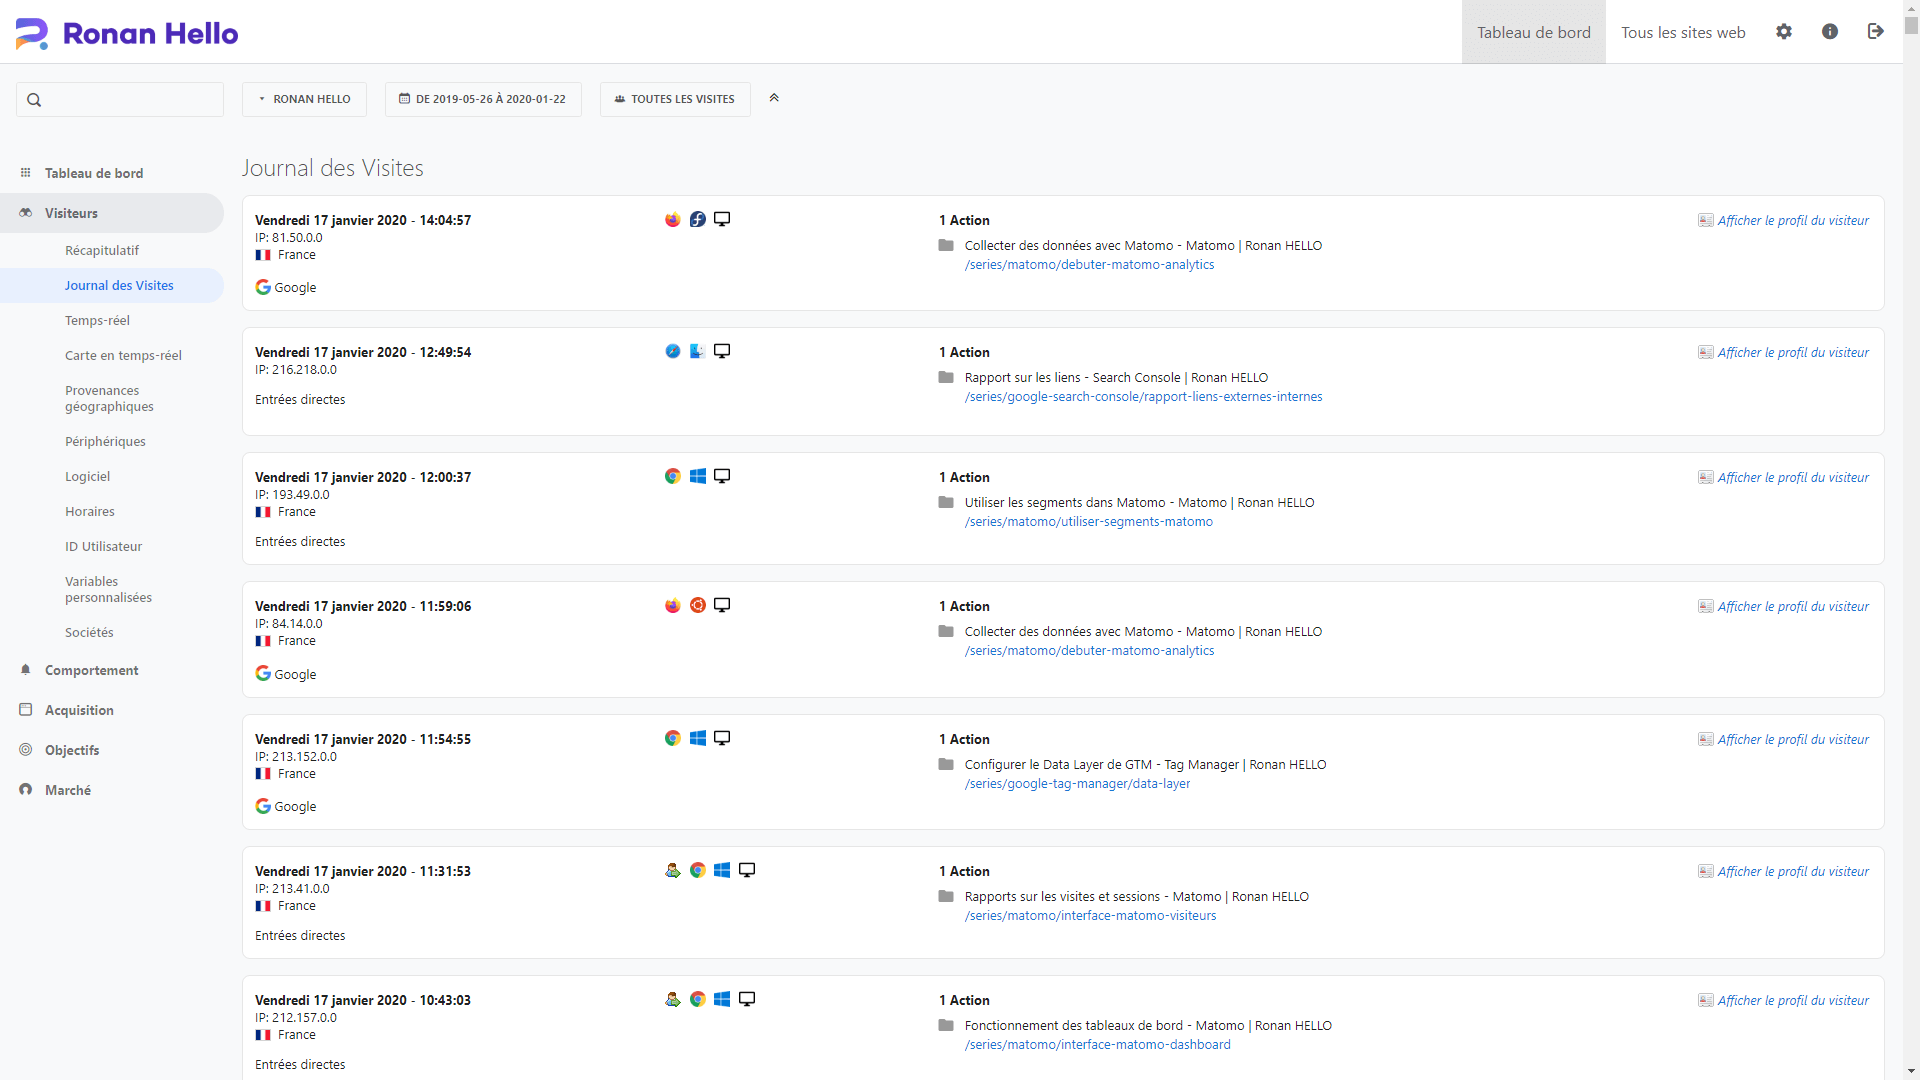 Ronan Hello
Tableau de bord
Tous les sites web
RONAN HELLO
DE 2019-05-26 À 2020-01-22
TOUTES LES VISITES
Tableau de bord
Visiteurs
Récapitulatif
Journal des Visites
Temps-réel
Carte en temps-réel
Provenances
géographiques
Périphériques
Logiciel
Horaires
ID Utilisateur
Variables
personnalisées
Sociétés
Comportement
Acquisition
Objectifs
Marché
Journal des Visites
Vendredi 17 janvier 2020 - 14:04:57
IP: 81.50.0.0
France
Google
1 Action
Collecter des données avec Matomo - Matomo | Ronan HELLO
/series/matomo/debuter-matomo-analytics
Afficher le profil du visiteur
Vendredi 17 janvier 2020 - 12:49:54
IP: 216.218.0.0
Entrées directes
1 Action
Rapport sur les liens - Search Console | Ronan HELLO
/series/google-search-console/rapport-liens-externes-internes
Afficher le profil du visiteur
Vendredi 17 janvier 2020 - 12:00:37
IP: 193.49.0.0
France
Entrées directes
1 Action
Utiliser les segments dans Matomo - Matomo | Ronan HELLO
/series/matomo/utiliser-segments-matomo
Afficher le profil du visiteur
Vendredi 17 janvier 2020 - 11:59:06
IP: 84.14.0.0
France
Google
1 Action
Collecter des données avec Matomo - Matomo | Ronan HELLO
/series/matomo/debuter-matomo-analytics
Afficher le profil du visiteur
Vendredi 17 janvier 2020 - 11:54:55
IP: 213.152.0.0
France
Google
1 Action
Configurer le Data Layer de GTM - Tag Manager | Ronan HELLO
/series/google-tag-manager/data-layer
Afficher le profil du visiteur
Vendredi 17 janvier 2020 - 11:31:53
IP: 213.41.0.0
France
Entrées directes
1 Action
Rapports sur les visites et sessions - Matomo | Ronan HELLO
/series/matomo/interface-matomo-visiteurs
Afficher le profil du visiteur
Vendredi 17 janvier 2020 - 10:43:03
IP: 212.157.0.0
France
Entrées directes
1 Action
Fonctionnement des tableaux de bord - Matomo | Ronan HELLO
/series/matomo/interface-matomo-dashboard
Afficher le profil du visiteur